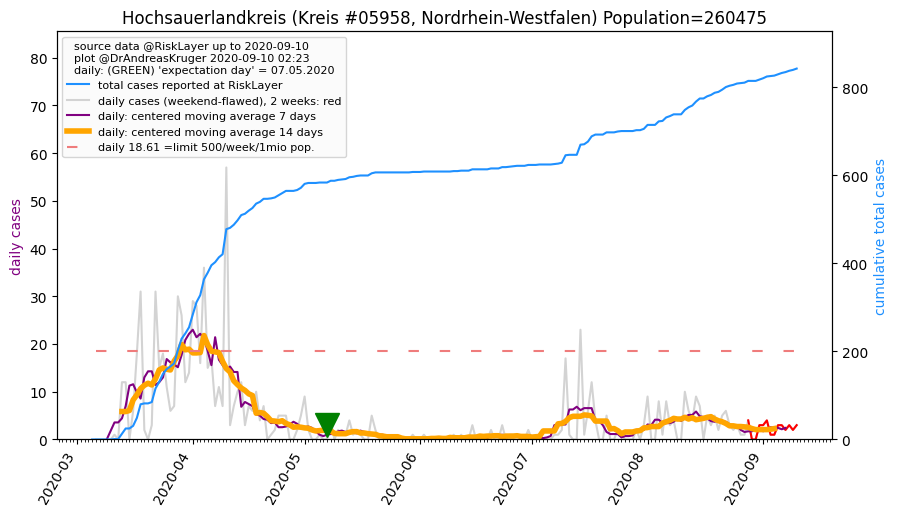 Hochsauerlandkreis (Kreis #05958, Nordrhein-Westfalen) Population=260475
source data @RiskLayer up to 2020-09-10
plot @DrAndreasKruger 2020-09-10 02:23
daily: (GREEN) 'expectation day' = 07.05.2020
total cases reported at RiskLayer
daily cases (weekend-flawed), 2 weeks: red
daily: centered moving average 7 days
daily: centered moving average 14 days
daily 18.61 =limit 500/week/1mio pop.
daily cases
80
70
60
50
40
30
20
10
0
cumulative total cases
800
600
400
200
0
2020-03
2020-04
2020-05
2020-06
2020-07
2020-08
2020-09